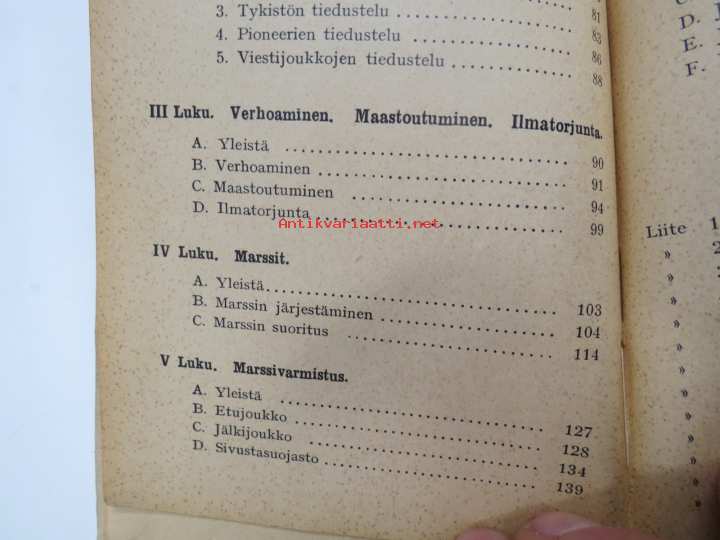 3. Tykistön tiedustelu 81
4. Pioneerien tiedustelu 83
5. Viestijoukkojen tiedustelu 86
88
III Luku. Verhoaminen. Maastoutuminen. Ilmatorjunta.
A. Yleistä 90
B. Verhoaminen 91
C. Maastoutuminen 94
D. Ilmatorjunta 99
Antikvariaatti.net
IV Luku. Marssit.
A. Yleistä 103
B. Marssin järjestäminen 104
C. Marssin suoritus 114
V Luku. Marssivarmistus.
A. Yleistä 127
B. Etujoukko 128
C. Jälkijoukko 134
D. Sivustasuojasto 139
D.
E.
F.
Liite 1
» 2
»
»
»
»
»
»
»
»